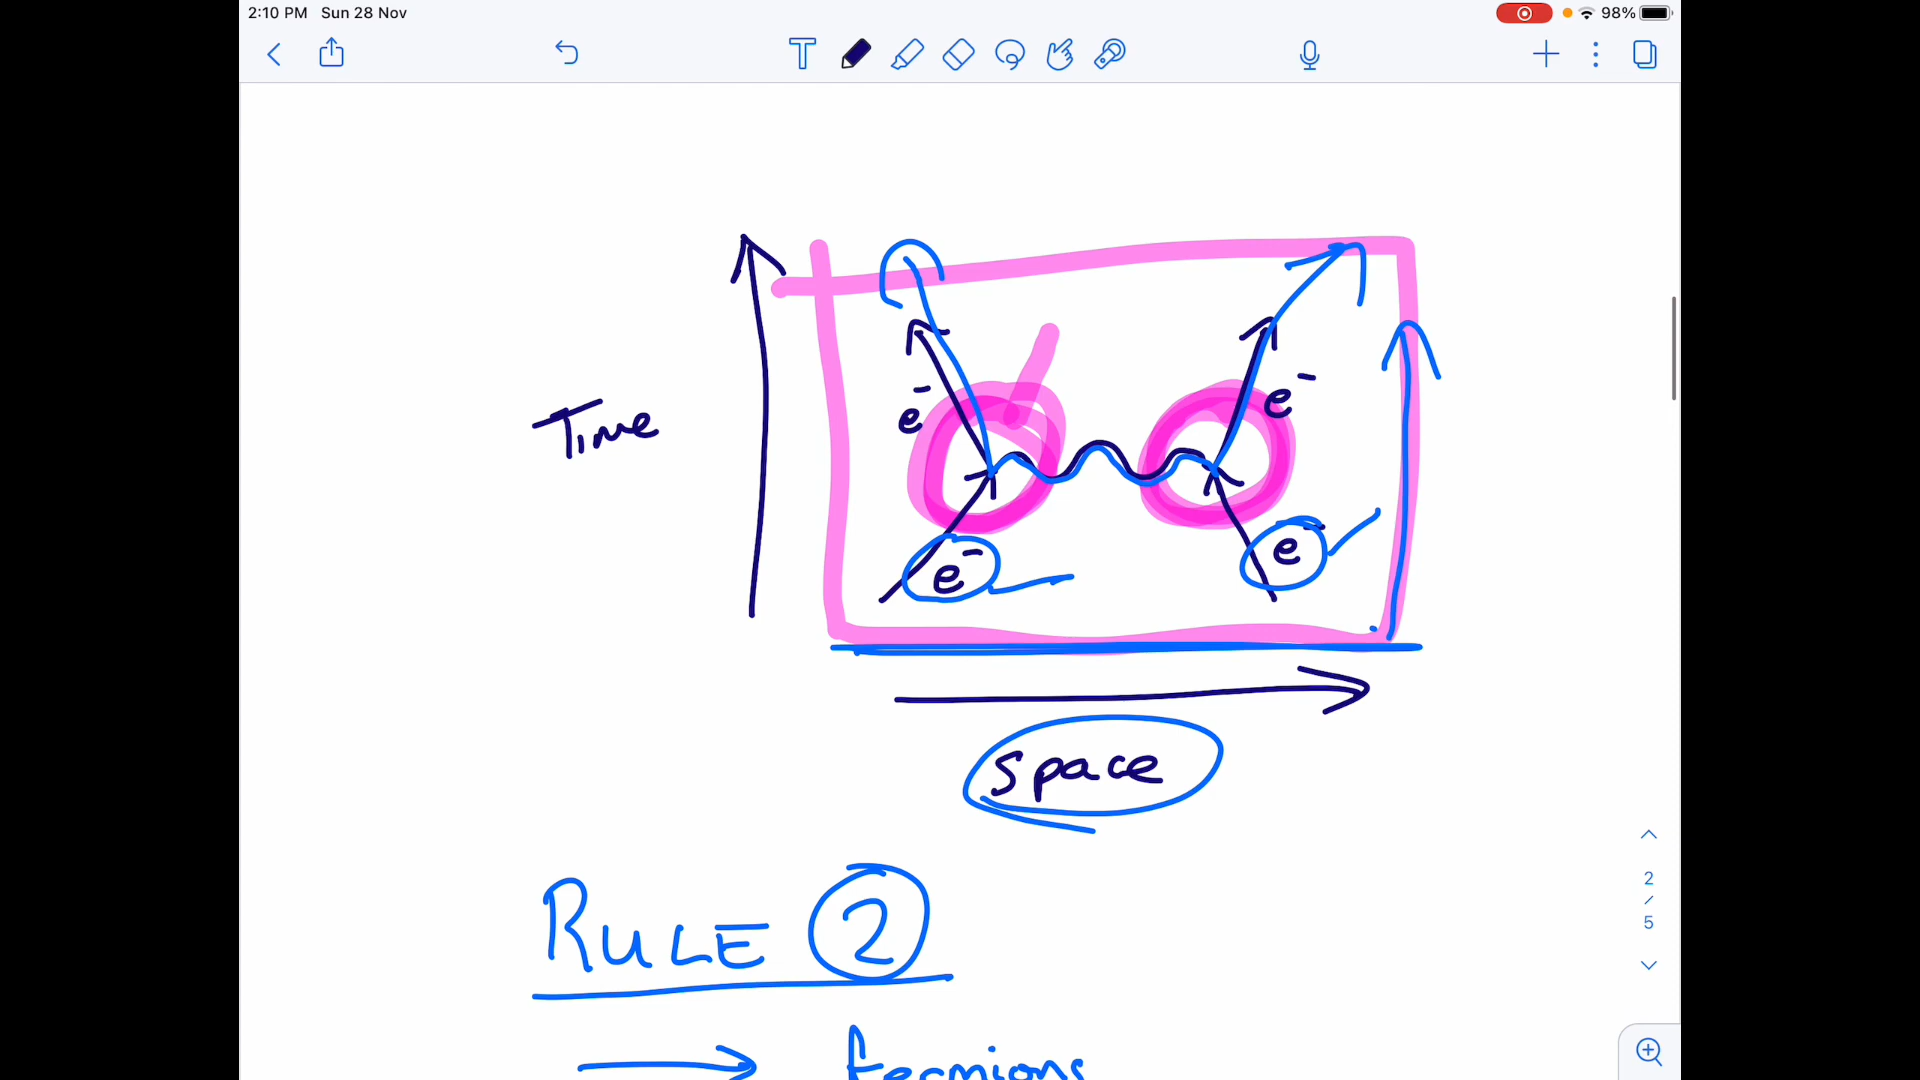 2:10 PM Sun 28 Nov
98%
T
e⁻ e⁻
Time
e⁻ e⁻
space
2
5
RULE 2
fermions